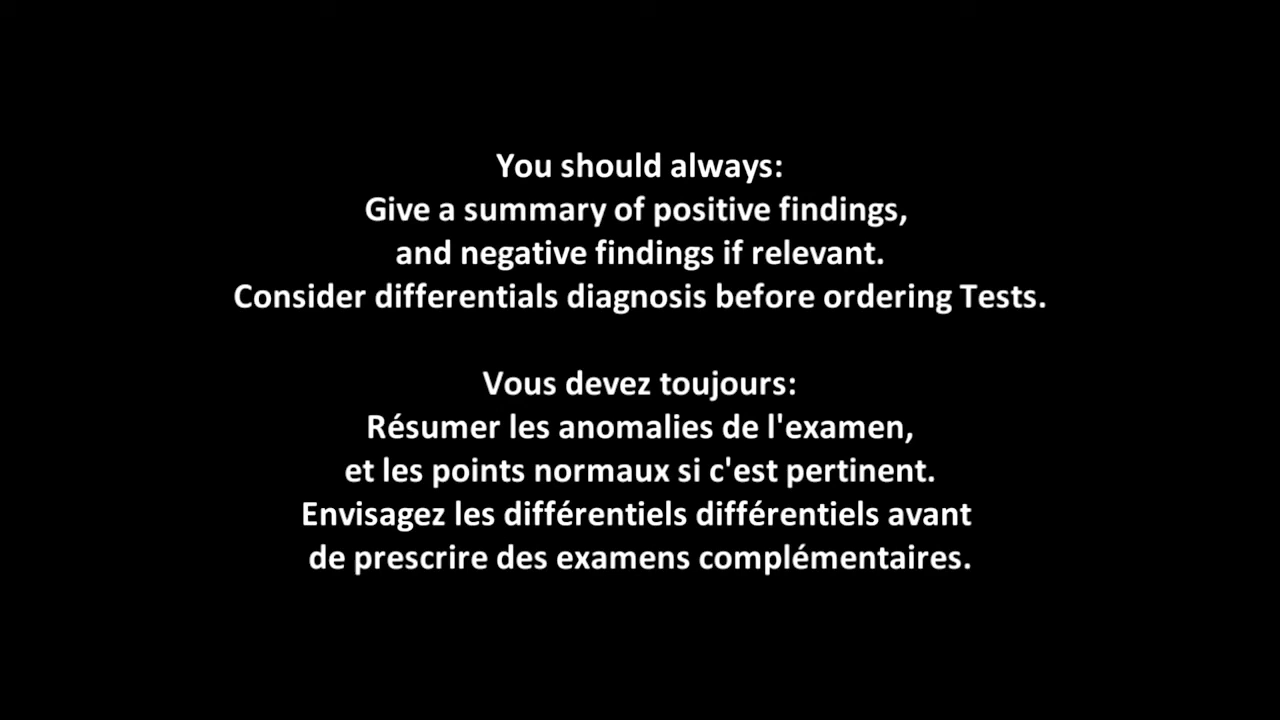 You should always:
Give a summary of positive findings,
and negative findings if relevant.
Consider differentials diagnosis before ordering Tests.
Vous devez toujours:
Résumer les anomalies de l'examen,
et les points normaux si c'est pertinent.
Envisagez les différentiels différentiels avant
de prescrire des examens complémentaires.